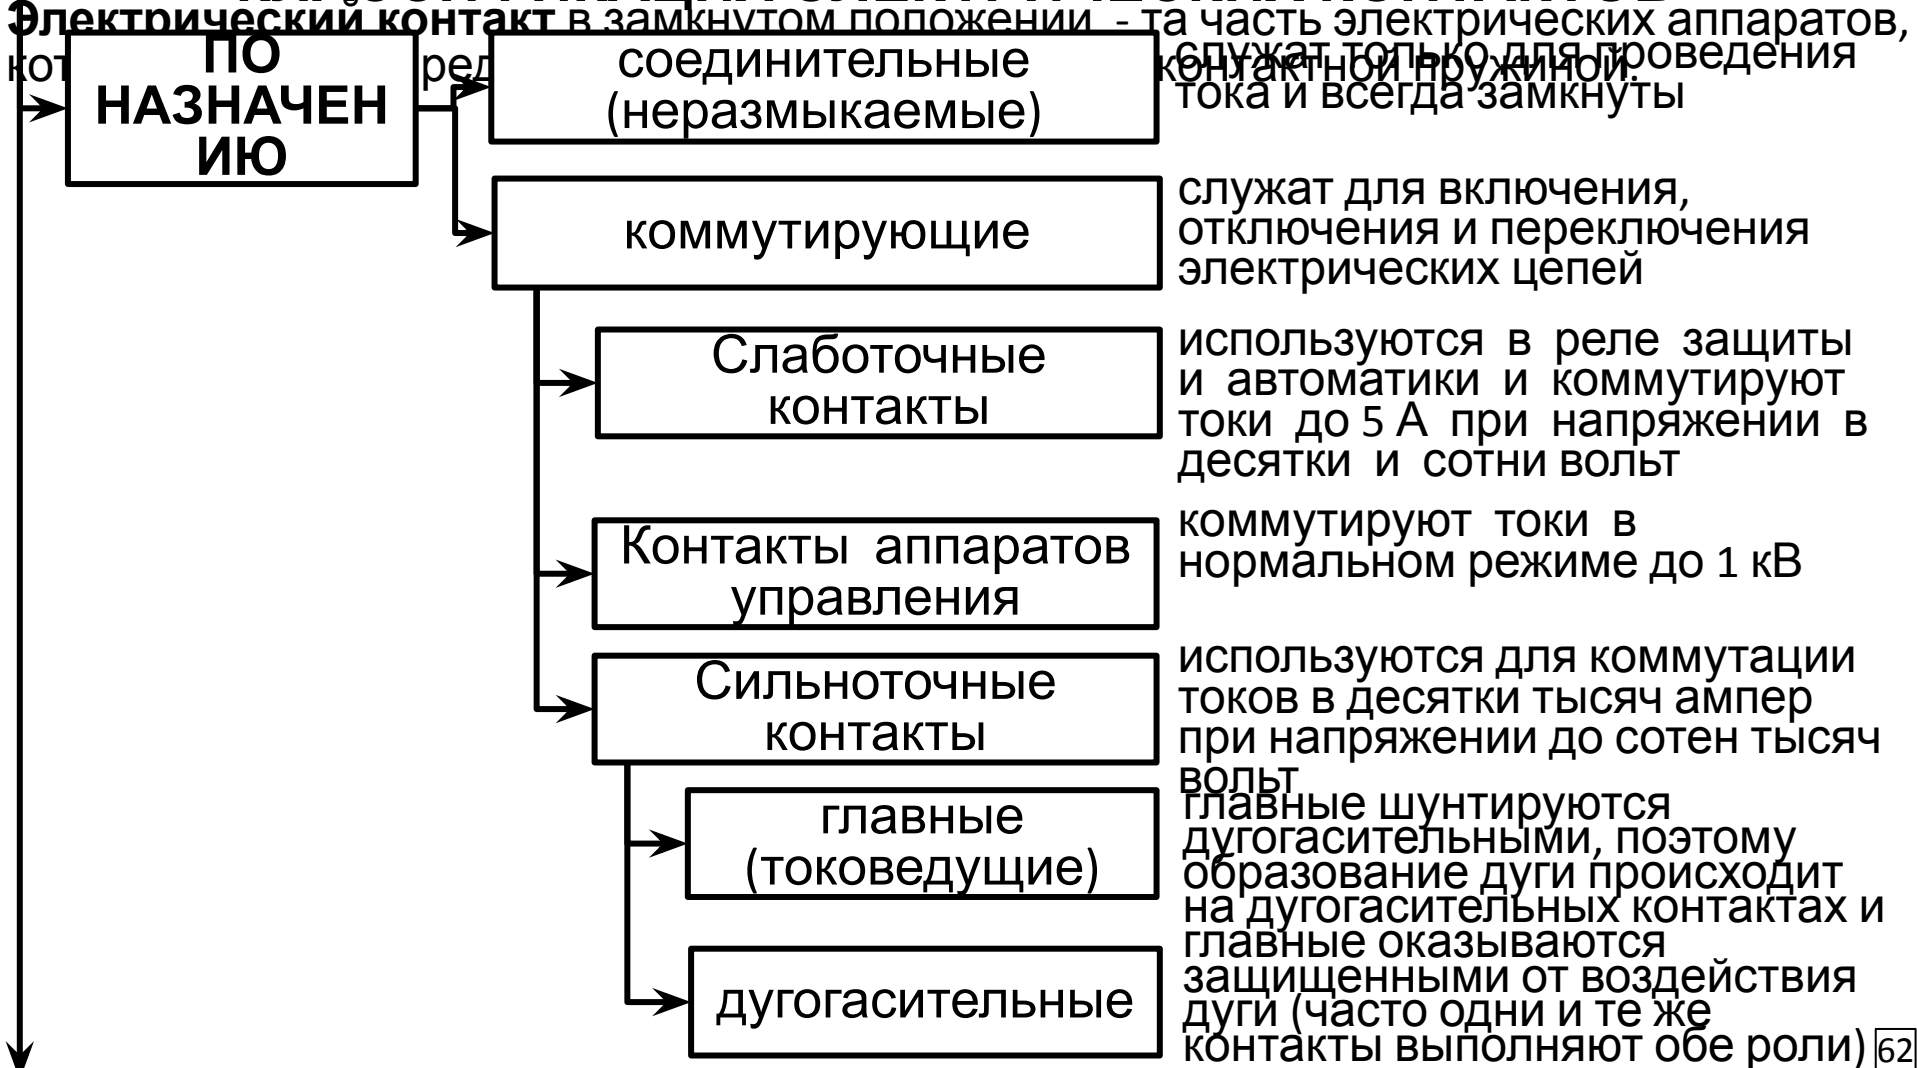 КЛАССИФИКАЦИЯ ЭЛЕКТРИЧЕСКИХ КОНТАКТОВ
Электрический контакт в замкнутом положении - та часть электрических аппаратов,
контактной пружиной.
ПО
НАЗНАЧЕН
ИЮ
соединительные
(неразмыкаемые)
служат только для проведения
тока и всегда замкнуты
коммутирующие
служат для включения,
отключения и переключения
электрических цепей
Слаботочные
контакты
используются в реле защиты
и автоматики и коммутируют
токи до 5 А при напряжении в
десятки и сотни вольт
Контакты аппаратов
управления
коммутируют токи в
нормальном режиме до 1 кВ
Сильноточные
контакты
используются для коммутации
токов в десятки тысяч ампер
при напряжении до сотен тысяч
вольт
главные
(токоведущие)
главные шунтируются
дугогасительными, поэтому
образование дуги происходит
на дугогасительных контактах и
главные оказываются
защищенными от воздействия
дуги (часто одни и те же
контакты выполняют обе роли)
дугогасительные
62